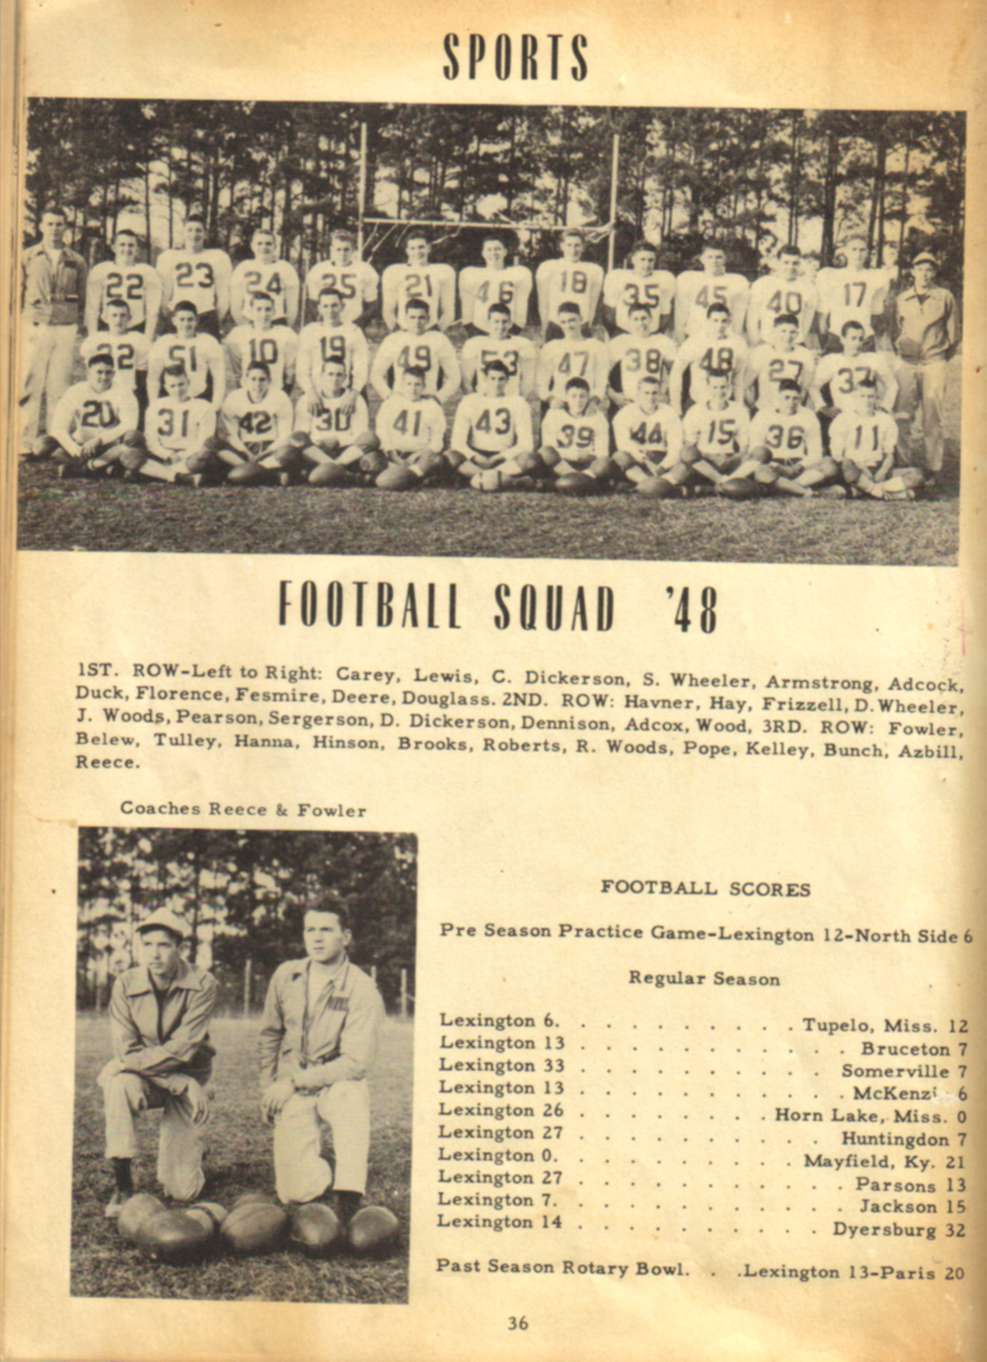 SPORTS
22 23 24 25 21 46 18 35 45 40 17
22 51 10 19 49 53 47 38 48 27 37
20 31 42 30 41 43 39 44 15 36 11
FOOTBALL SQUAD '48
1ST. ROW-Left to Right: Carey, Lewis, C. Dickerson, S. Wheeler, Armstrong, Adcock,
Duck, Florence, Fesmire, Deere, Douglass. 2ND. ROW: Havner, Hay, Frizzell, D. Wheeler,
J. Woods, Pearson, Sergerson, D. Dickerson, Dennison, Adcox, Wood, 3RD. ROW: Fowler,
Belew, Tulley, Hanna, Hinson, Brooks, Roberts, R. Woods, Pope, Kelley, Bunch, Azbill,
Reece.
Coaches Reece & Fowler
FOOTBALL SCORES
Pre Season Practice Game-Lexington 12-North Side 6
Regular Season
Lexington 6. . . . . . . . . . . Tupelo, Miss. 12
Lexington 13 . . . . . . . . . . . . Bruceton 7
Lexington 33 . . . . . . . . . . . Somerville 7
Lexington 13 . . . . . . . . . . . . McKenzi 6
Lexington 26 . . . . . . . . . Horn Lake, Miss. 0
Lexington 27 . . . . . . . . . . . Huntingdon 7
Lexington 0. . . . . . . . . . . Mayfield, Ky. 21
Lexington 27 . . . . . . . . . . . . Parsons 13
Lexington 7. . . . . . . . . . . . . Jackson 15
Lexington 14 . . . . . . . . . . . Dyersburg 32
Past Season Rotary Bowl. . .Lexington 13-Paris 20
36